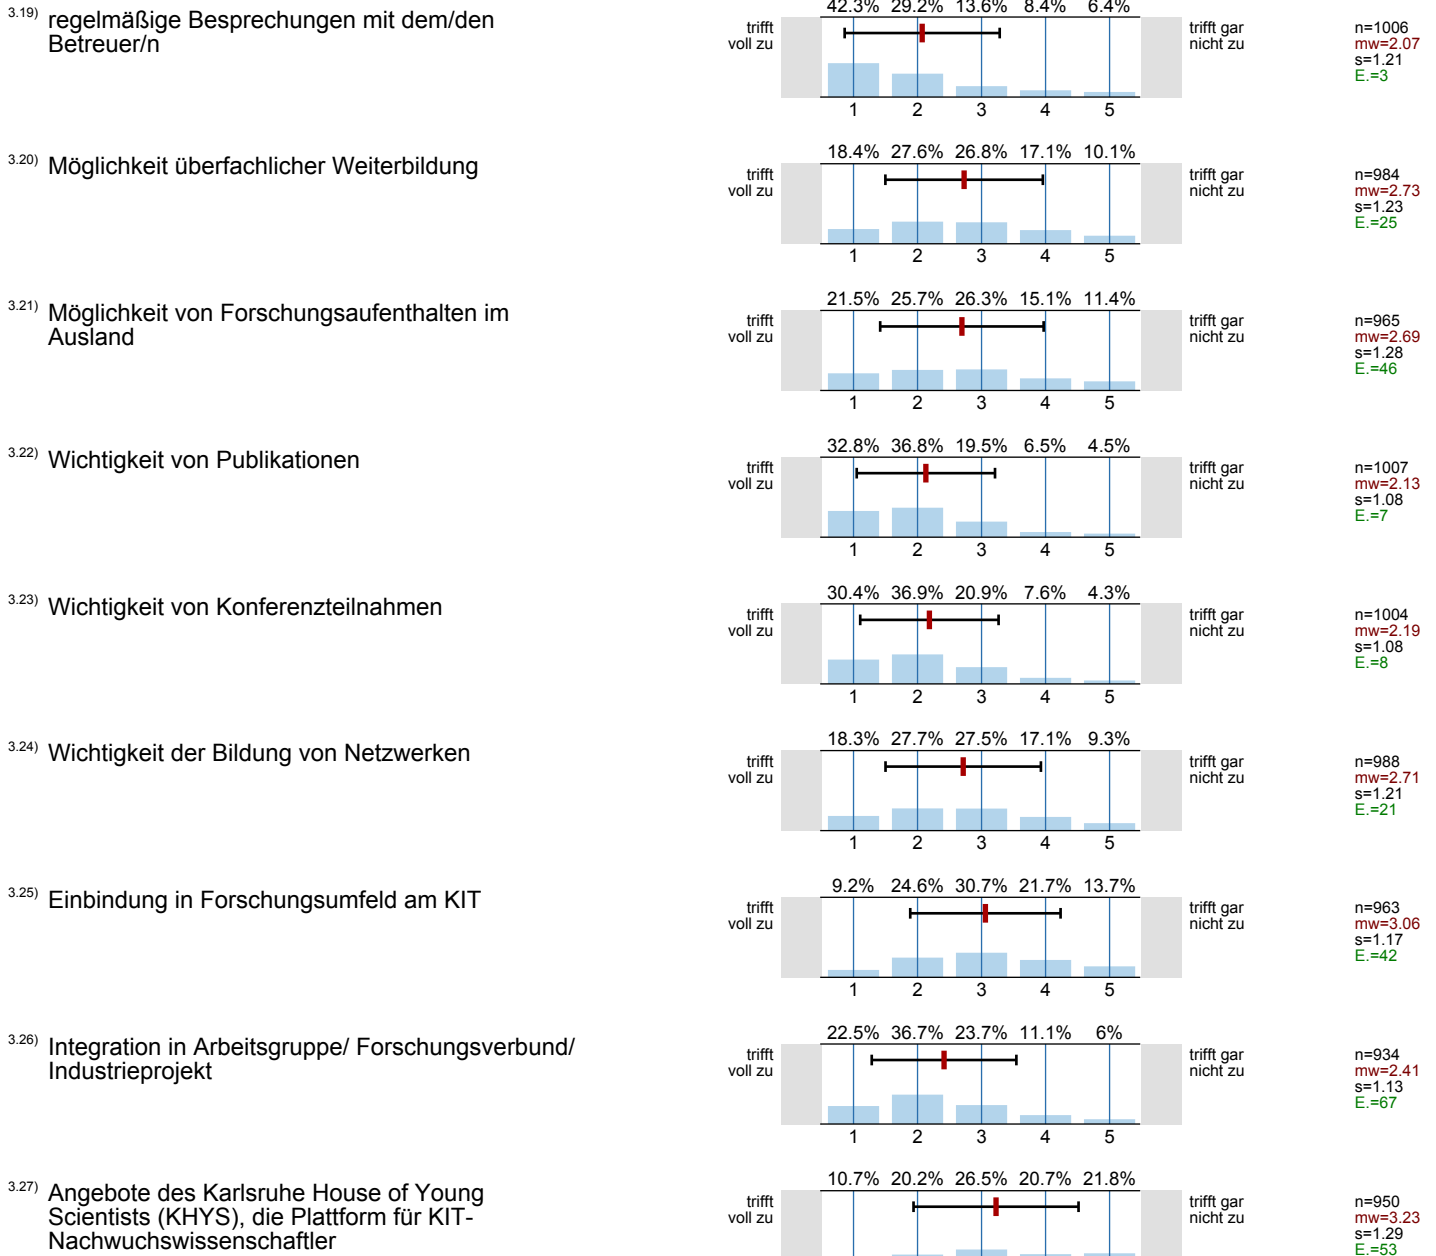 3.19) regelmäßige Besprechungen mit dem/den
Betreuer/n
42.3% 29.2% 13.6% 8.4% 6.4%
trifft
voll zu
trifft gar
nicht zu
1 2 3 4 5
n=1006
mw=2.07
s=1.21
E.=3
3.20) Möglichkeit überfachlicher Weiterbildung
18.4% 27.6% 26.8% 17.1% 10.1%
trifft
voll zu
trifft gar
nicht zu
1 2 3 4 5
n=984
mw=2.73
s=1.23
E.=25
3.21) Möglichkeit von Forschungsaufenthalten im
Ausland
21.5% 25.7% 26.3% 15.1% 11.4%
trifft
voll zu
trifft gar
nicht zu
1 2 3 4 5
n=965
mw=2.69
s=1.28
E.=46
3.22) Wichtigkeit von Publikationen
32.8% 36.8% 19.5% 6.5% 4.5%
trifft
voll zu
trifft gar
nicht zu
1 2 3 4 5
n=1007
mw=2.13
s=1.08
E.=7
3.23) Wichtigkeit von Konferenzteilnahmen
30.4% 36.9% 20.9% 7.6% 4.3%
trifft
voll zu
trifft gar
nicht zu
1 2 3 4 5
n=1004
mw=2.19
s=1.08
E.=8
3.24) Wichtigkeit der Bildung von Netzwerken
18.3% 27.7% 27.5% 17.1% 9.3%
trifft
voll zu
trifft gar
nicht zu
1 2 3 4 5
n=988
mw=2.71
s=1.21
E.=21
3.25) Einbindung in Forschungsumfeld am KIT
9.2% 24.6% 30.7% 21.7% 13.7%
trifft
voll zu
trifft gar
nicht zu
1 2 3 4 5
n=963
mw=3.06
s=1.17
E.=42
3.26) Integration in Arbeitsgruppe/ Forschungsverbund/
Industrieprojekt
22.5% 36.7% 23.7% 11.1% 6%
trifft
voll zu
trifft gar
nicht zu
1 2 3 4 5
n=934
mw=2.41
s=1.13
E.=67
3.27) Angebote des Karlsruhe House of Young
Scientists (KHYS), die Plattform für KIT-
Nachwuchswissenschaftler
10.7% 20.2% 26.5% 20.7% 21.8%
trifft
voll zu
trifft gar
nicht zu
n=950
mw=3.23
s=1.29
E.=53